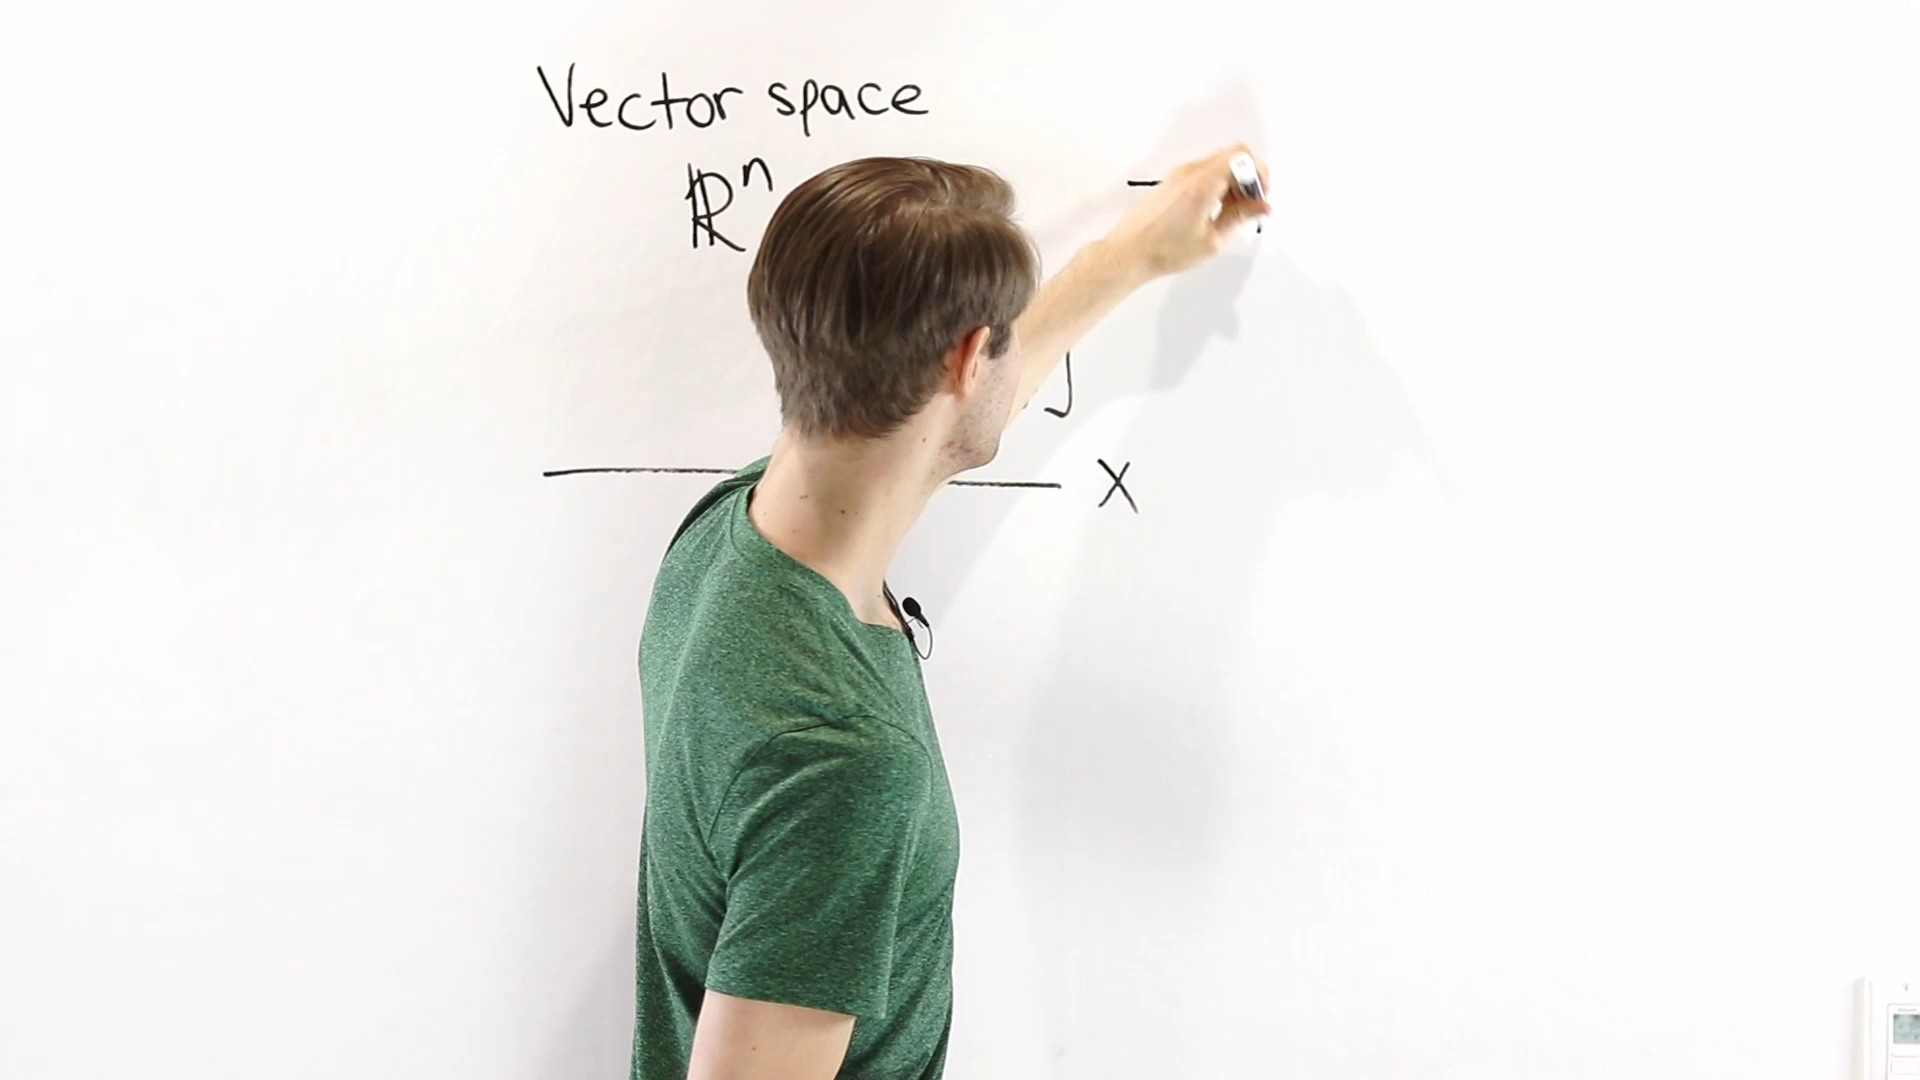 Vector space
ℝⁿ
x